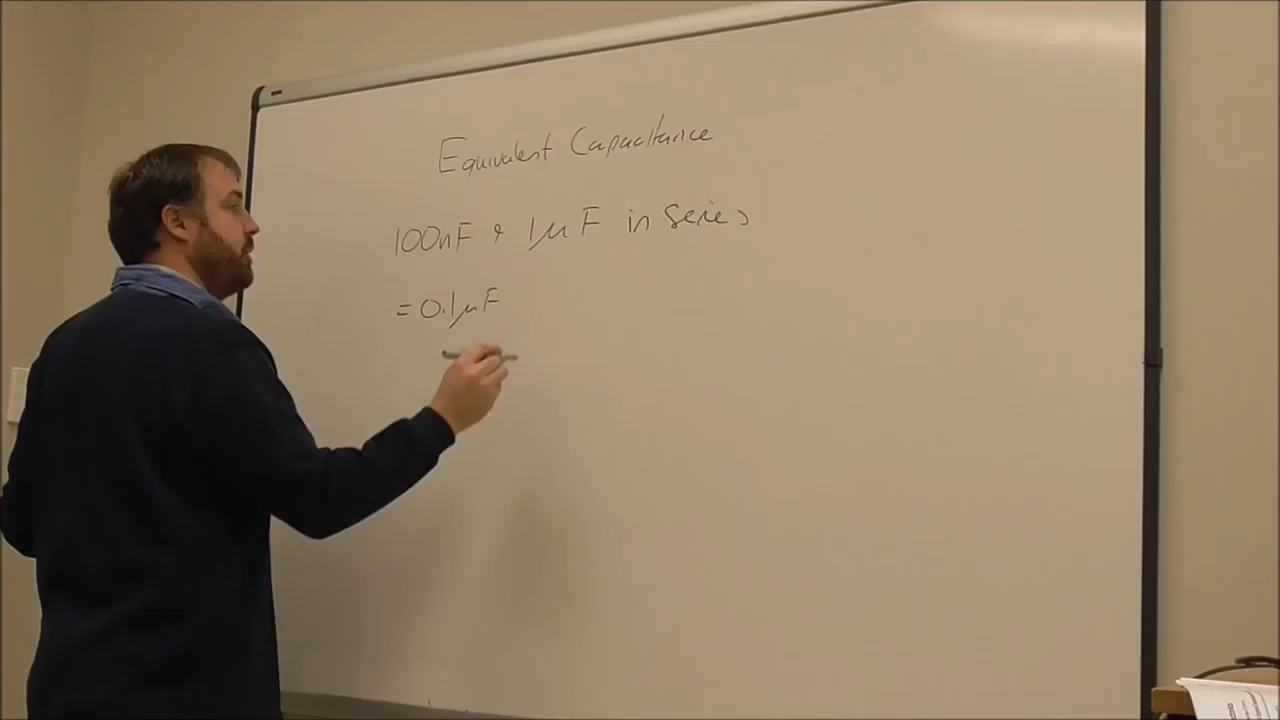 Equivalent Capacitance
100nF & 1μF in series
= 0.1μF